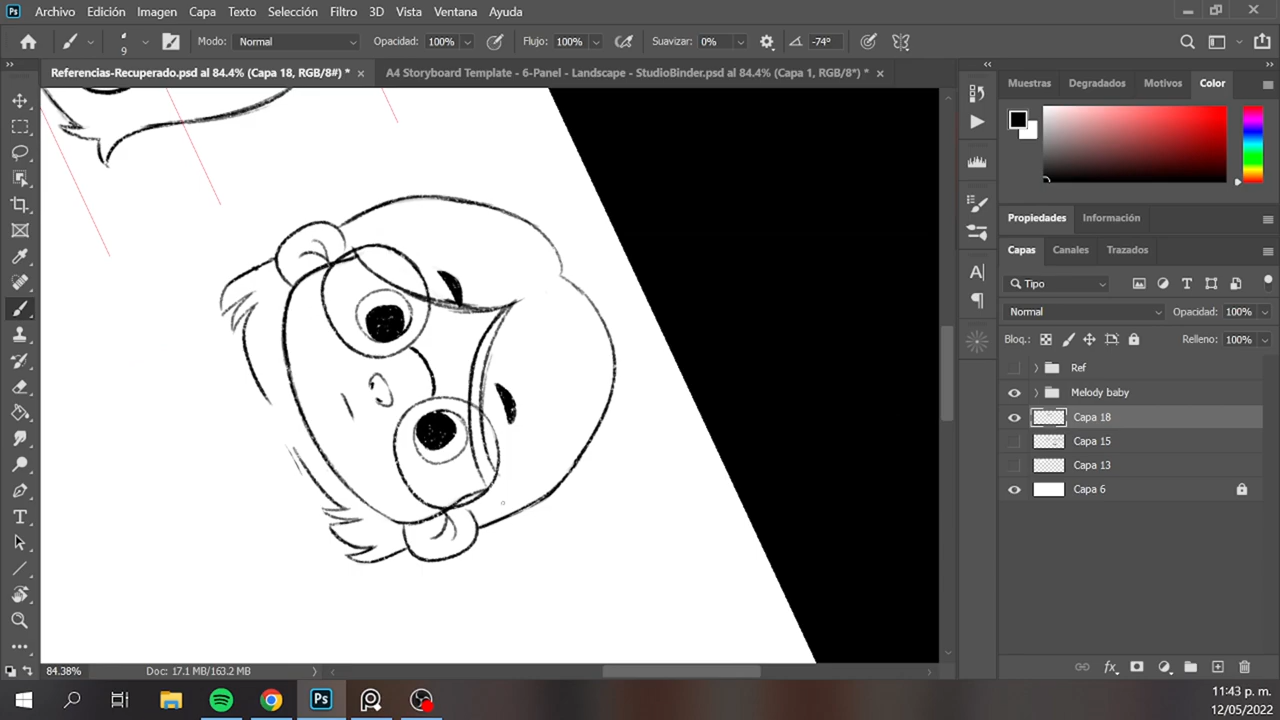 Ps Archivo Edición Imagen Capa Texto Selección Filtro 3D Vista Ventana Ayuda
9 Modo: Normal Opacidad: 100% Flujo: 100% Suavizar: 0% -74°
Referencias-Recuperado.psd al 84.4% (Capa 18, RGB/8#) * × A4 Storyboard Template - 6-Panel - Landscape - StudioBinder.psd al 84.4% (Capa 1, RGB/8*) * ×
Muestras Degradados Motivos Color
Propiedades Información
Capas Canales Trazados
Tipo
Normal Opacidad: 100%
Bloq.: Relleno: 100%
Ref
Melody baby
Capa 18
Capa 15
Capa 13
Capa 6
84.38% Doc: 17.1 MB/163.2 MB
Ps
11:43 p. m.
12/05/2022